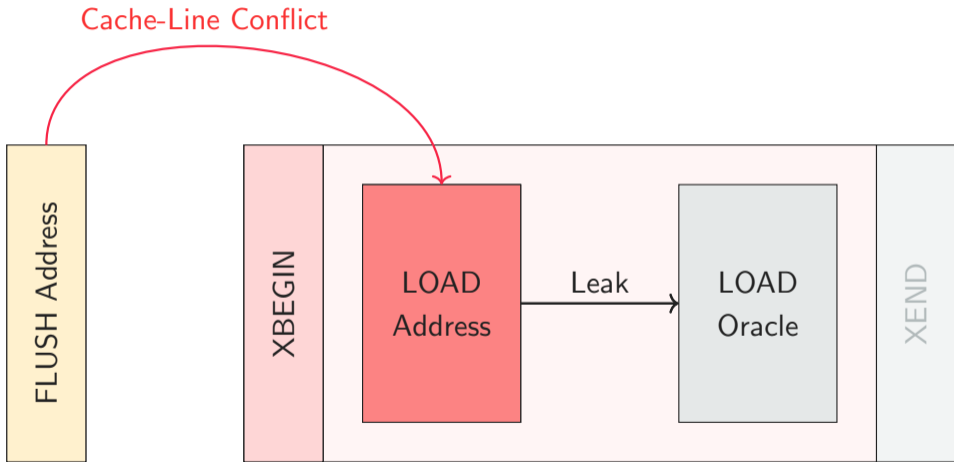 Cache-Line Conflict
FLUSH Address
XBEGIN
LOAD
Address
Leak
LOAD
Oracle
XEND